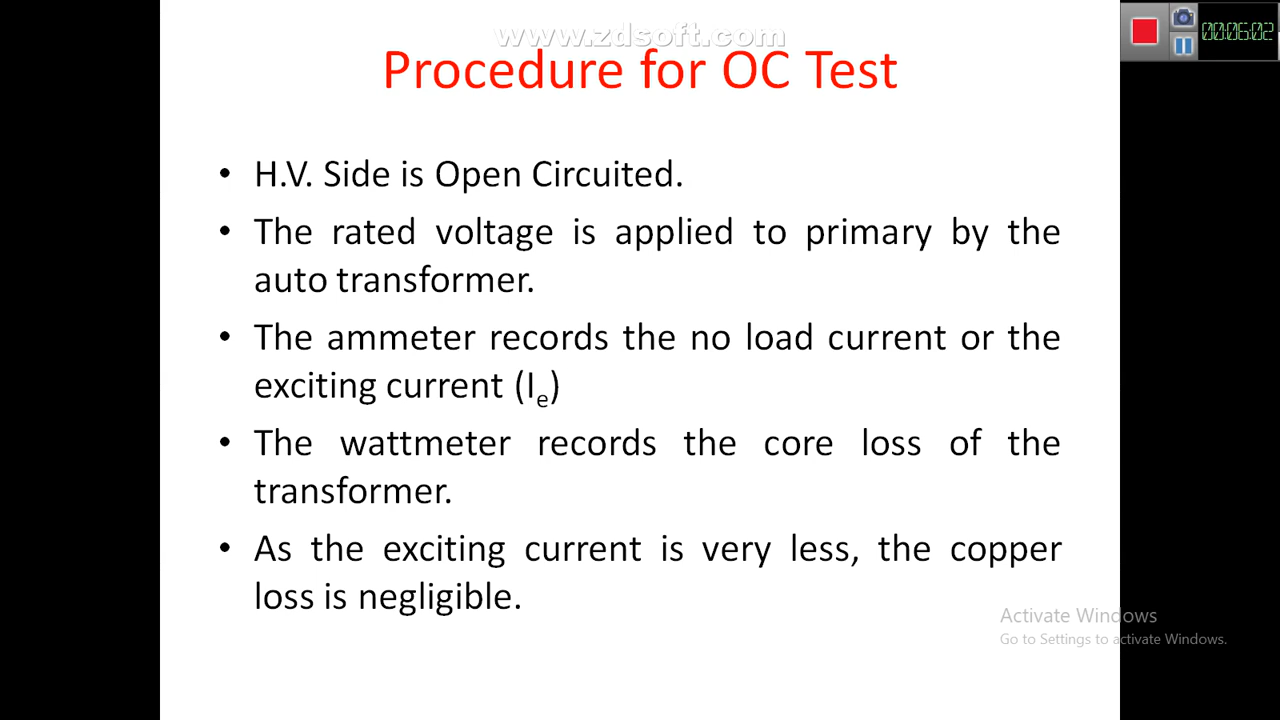 www.zdsoft.com
00:06:02
Procedure for OC Test
• H.V. Side is Open Circuited.
• The rated voltage is applied to primary by the
auto transformer.
• The ammeter records the no load current or the
exciting current (Ie)
• The wattmeter records the core loss of the
transformer.
• As the exciting current is very less, the copper
loss is negligible.
Activate Windows
Go to Settings to activate Windows.